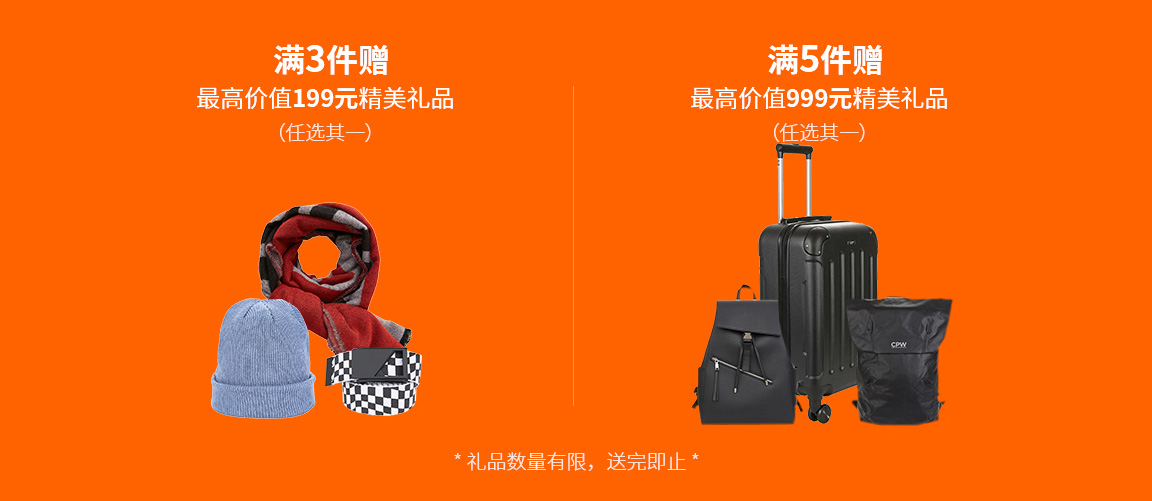 满3件赠
最高价值199元精美礼品
（任选其一）
满5件赠
最高价值999元精美礼品
（任选其一）
CPW
* 礼品数量有限，送完即止 *